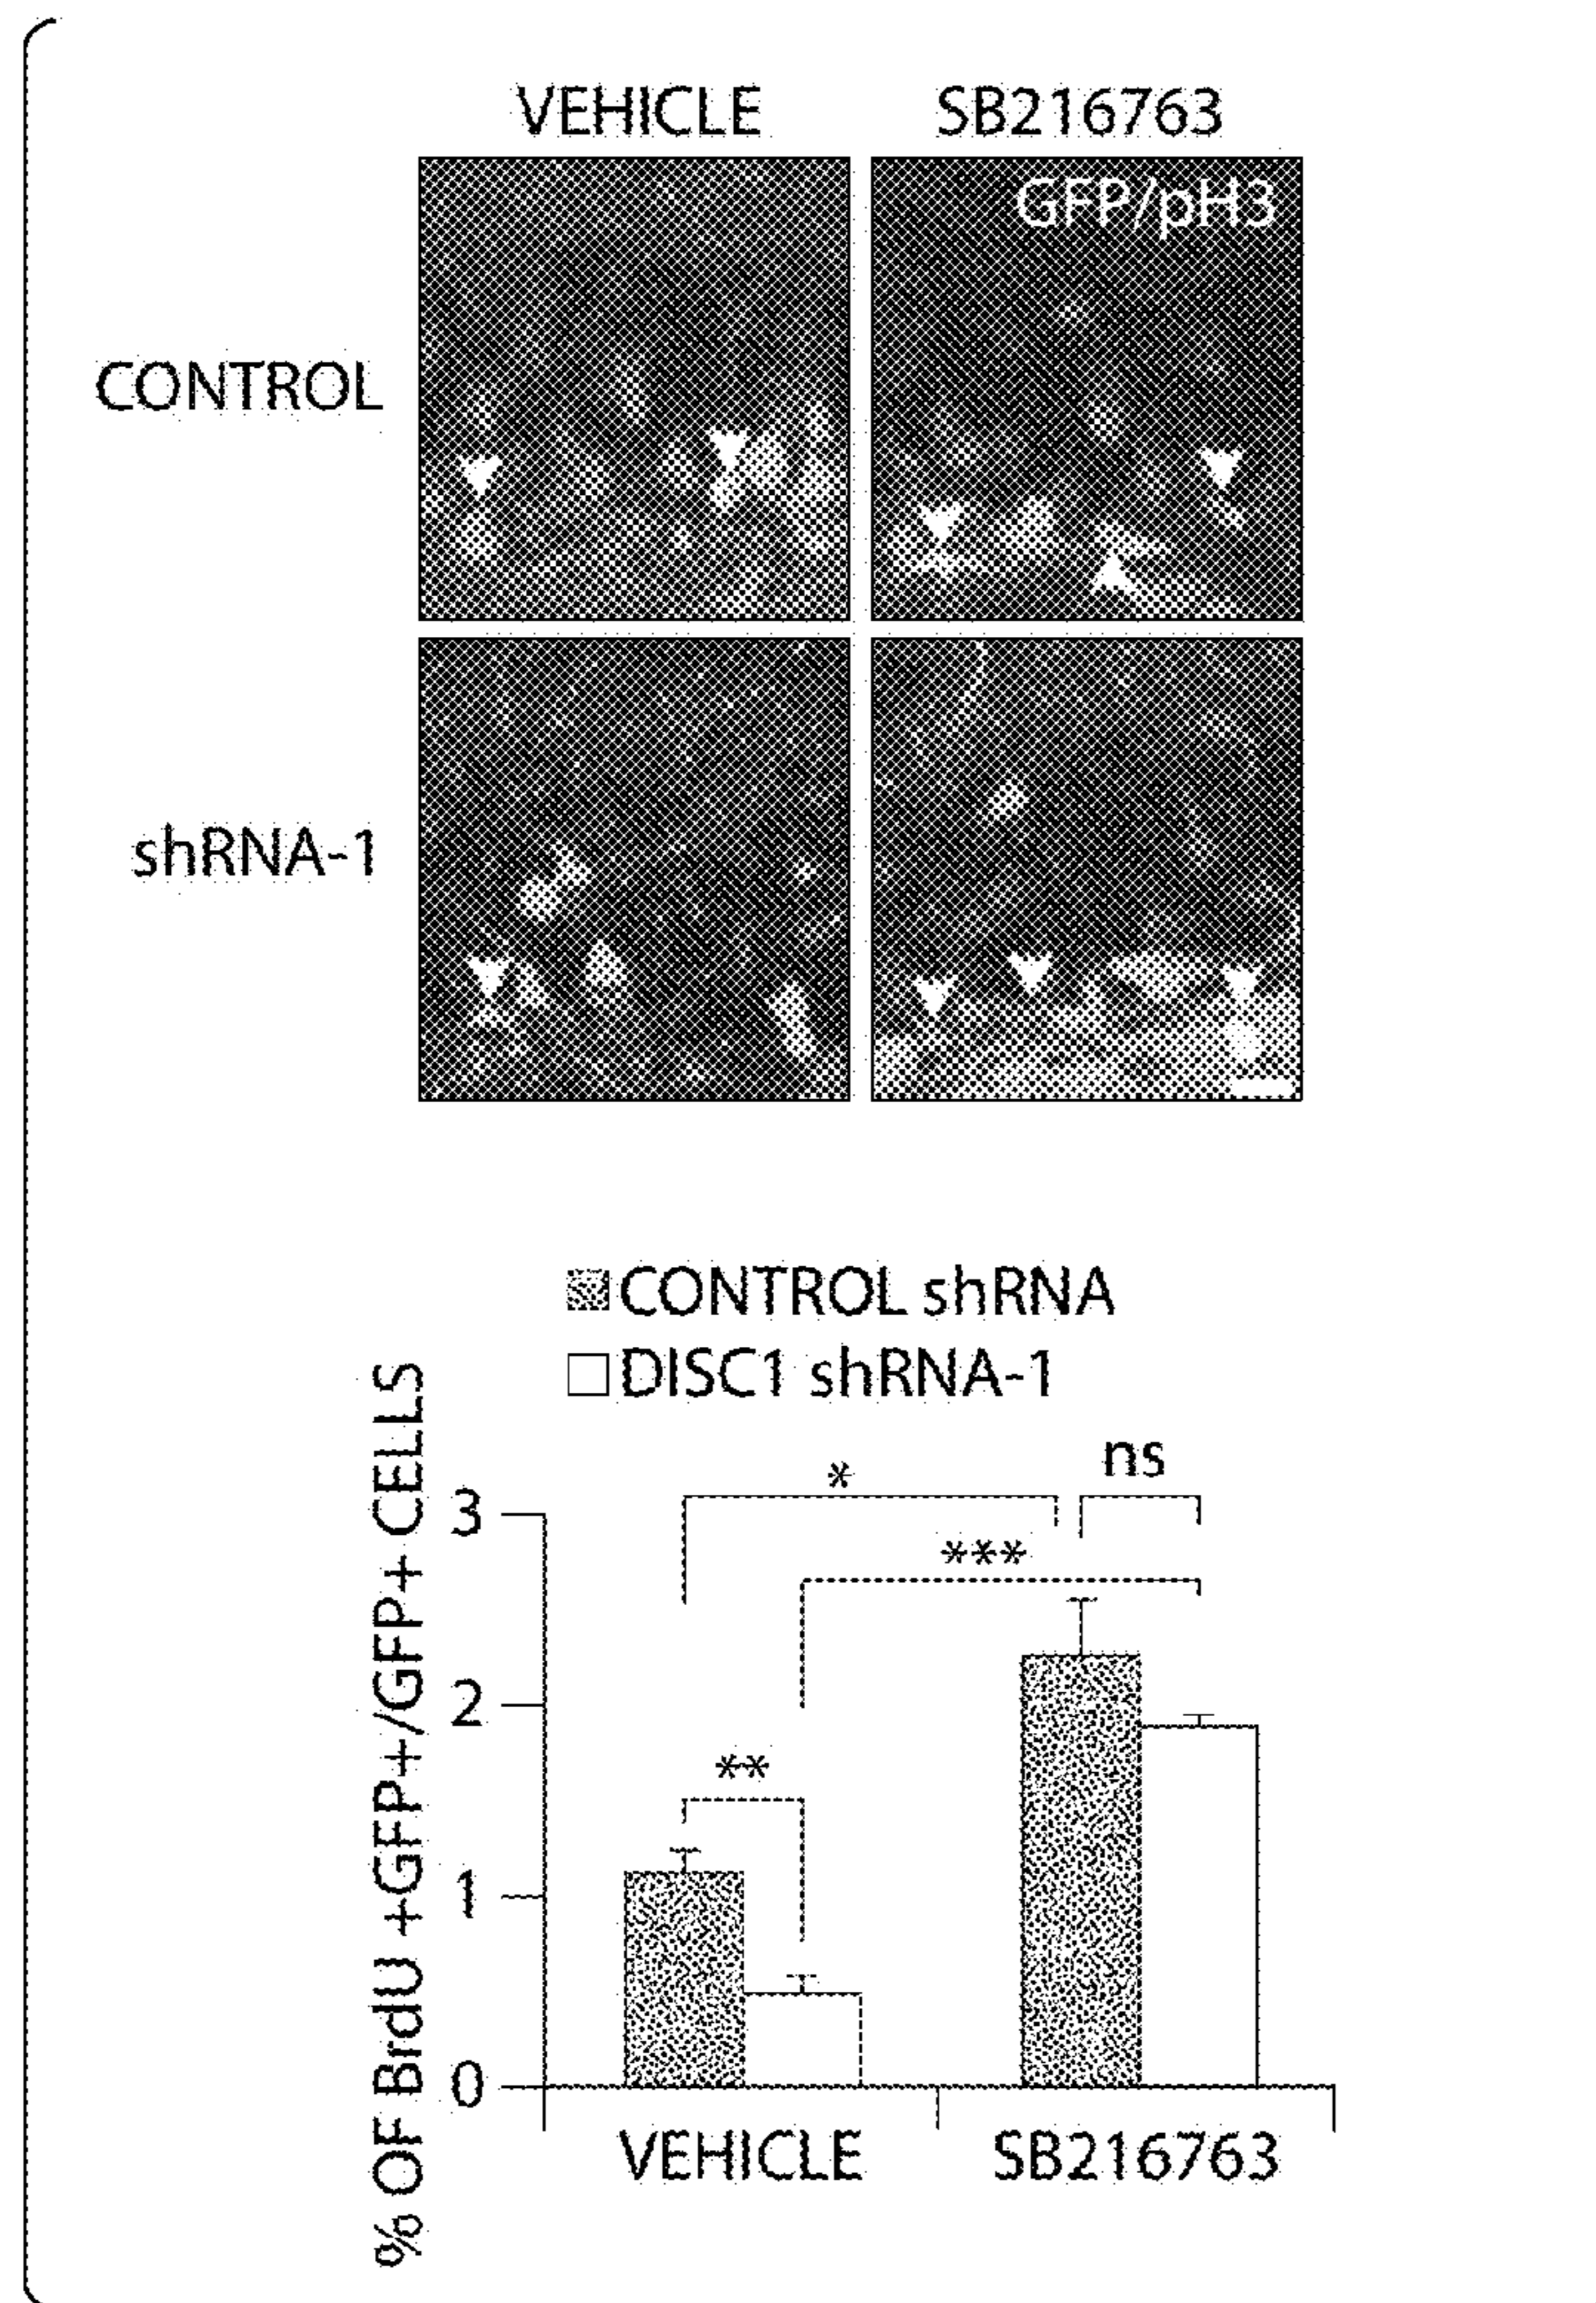 VEHICLE SB216763
GFP/pH3
CONTROL
shRNA-1
CONTROL shRNA
DISC1 shRNA-1
% OF BrdU +GFP+/GFP+ CELLS
* ns
3
***
2
**
1
0
VEHICLE SB216763